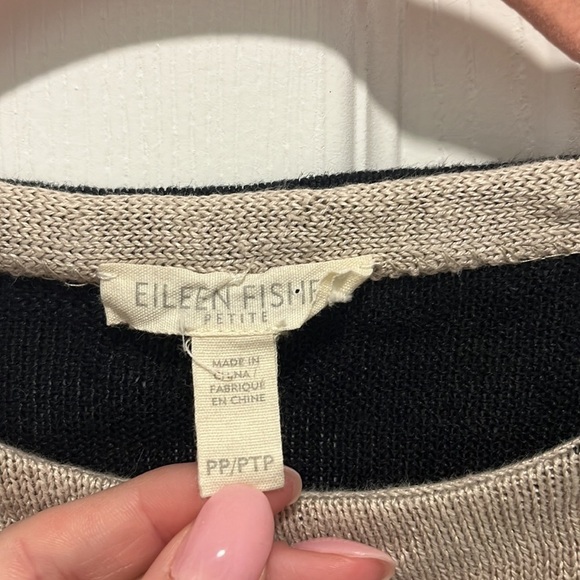 EILEEN FISHE
PETITE
MADE IN
CHINA /
FABRIQUÉ
EN CHINE
PP/PTP